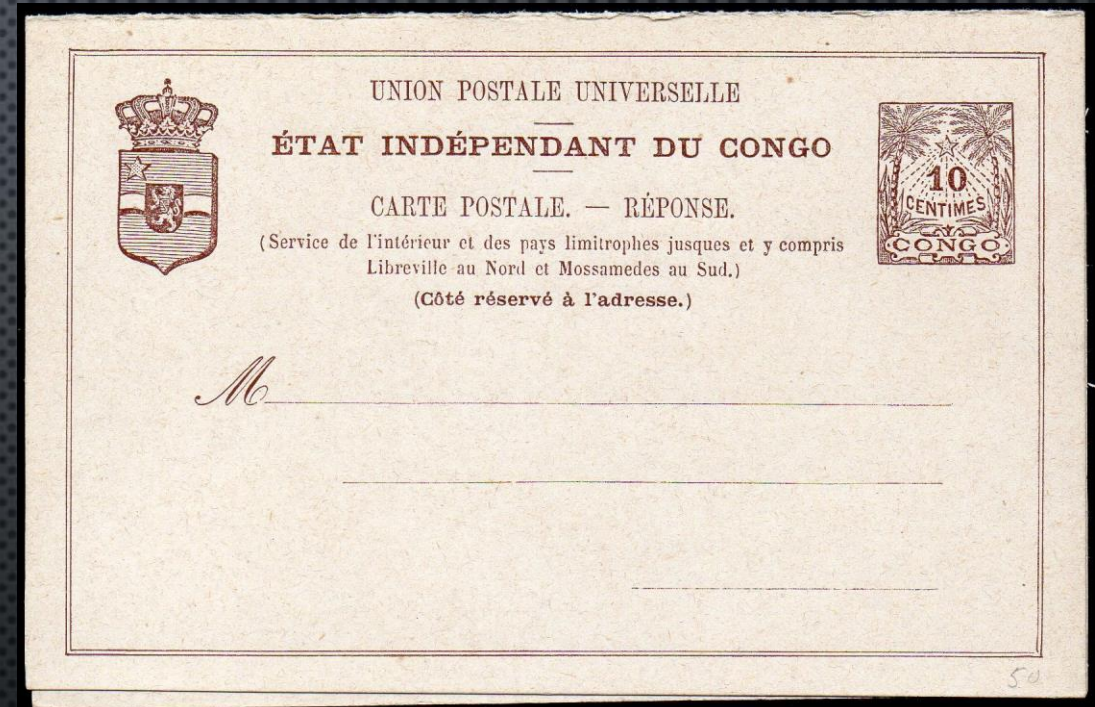 UNION POSTALE UNIVERSELLE
ÉTAT INDÉPENDANT DU CONGO
CARTE POSTALE. — RÉPONSE.
(Service de l'intérieur et des pays limitrophes jusques et y compris
Libreville au Nord et Mossamedes au Sud.)
(Côté réservé à l'adresse.)
10
CENTIMES
CONGO
M
50